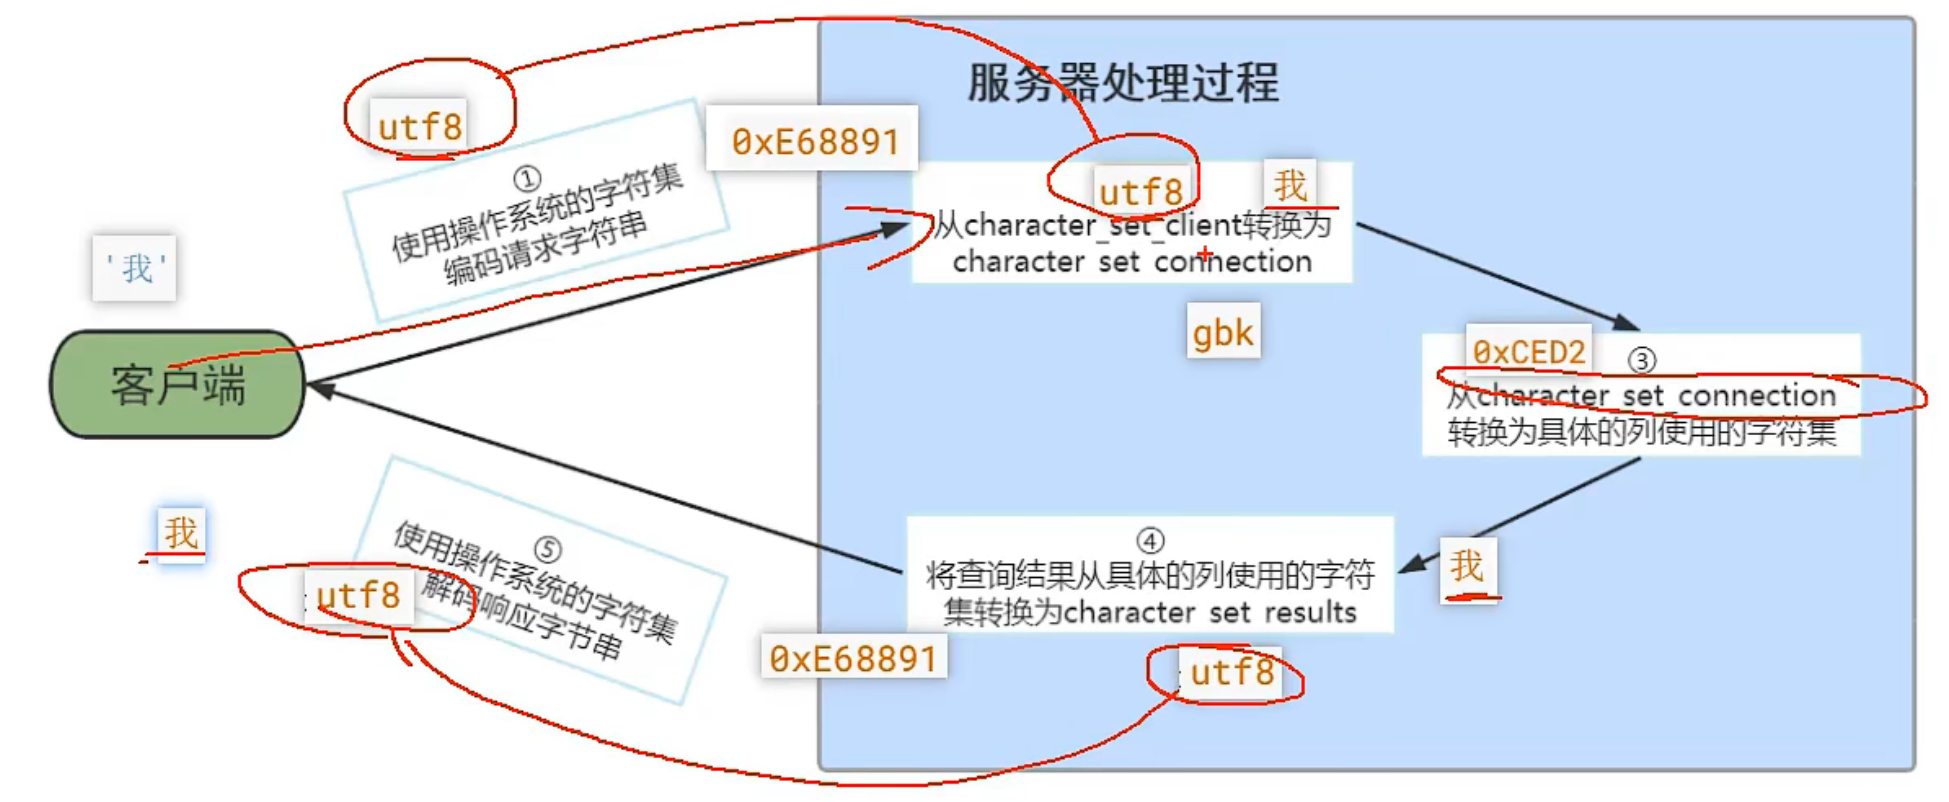 服务器处理过程
utf8
0xE68891
①
使用操作系统的字符集
编码请求字符串
'我'
客户端
utf8
我
从character_set_client转换为
character_set_connection
gbk
0xCED2
③
从character_set_connection
转换为具体的列使用的字符集
我
④
将查询结果从具体的列使用的字符
集转换为character_set_results
utf8
0xE68891
⑤
使用操作系统的字符集
解码响应字节串
utf8
我